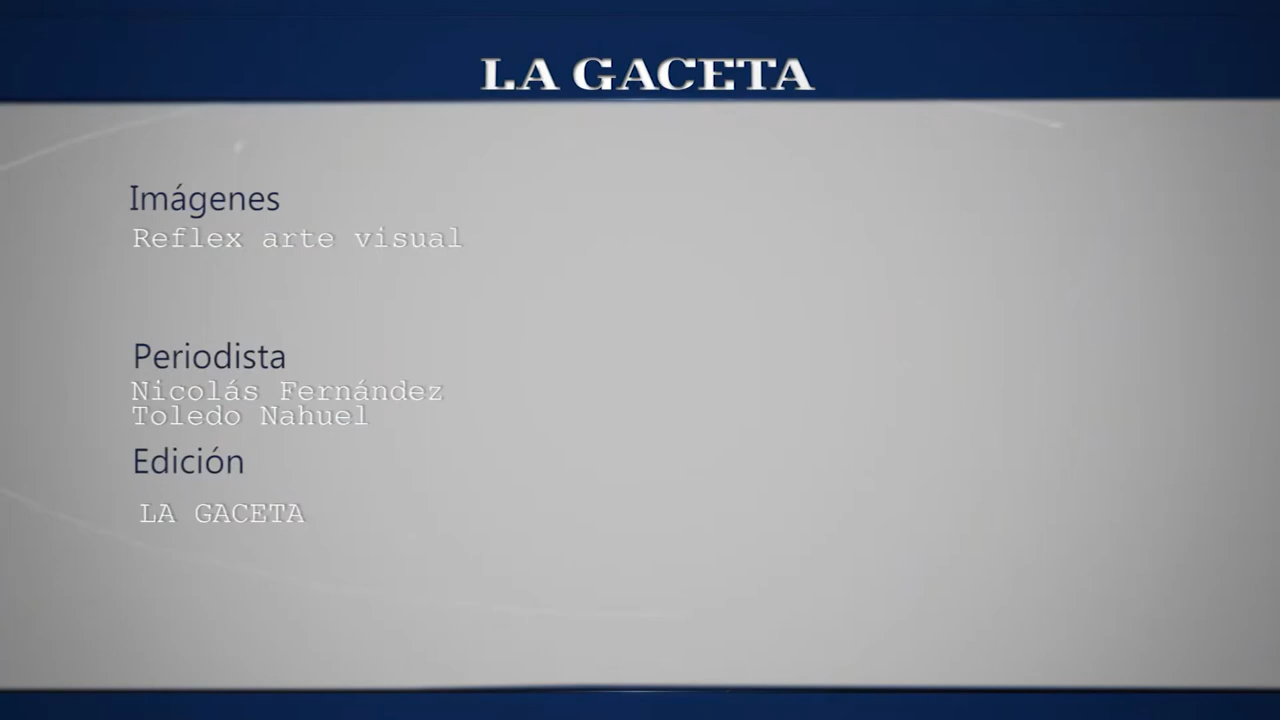 LA GACETA
Imágenes
Reflex arte visual
Periodista
Nicolás Fernández
Toledo Nahuel
Edición
LA GACETA